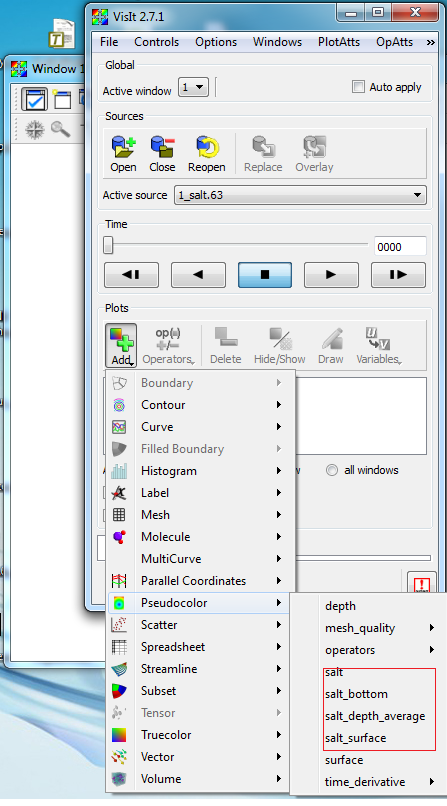 VisIt 2.7.1
File Controls Options Windows PlotAtts OpAtts »
Window 1
Global
Active window 1 Auto apply
Sources
Open Close Reopen Replace Overlay
Active source 1_salt.63
Time
0000
Plots
op(=)
+/–
Add Operators Delete Hide/Show Draw Variables
all windows
Boundary
Contour
Curve
Filled Boundary
Histogram
Label
Mesh
Molecule
MultiCurve
Parallel Coordinates
Pseudocolor
Scatter
Spreadsheet
Streamline
Subset
Tensor
Truecolor
Vector
Volume
depth
mesh_quality
operators
salt
salt_bottom
salt_depth_average
salt_surface
surface
time_derivative